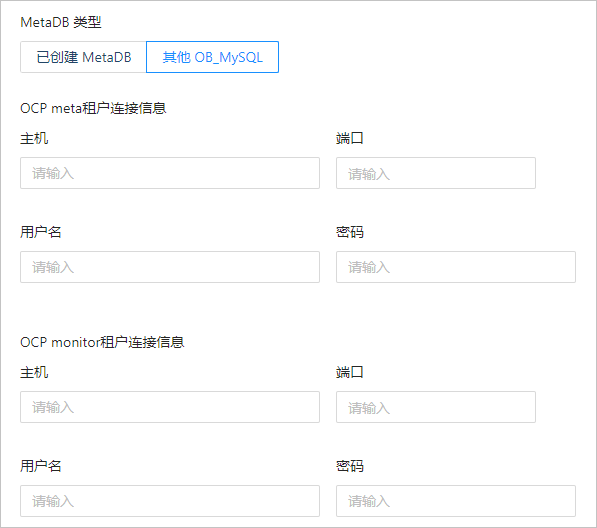 MetaDB 类型
已创建 MetaDB 其他 OB_MySQL
OCP meta租户连接信息
主机 端口
请输入 请输入
用户名 密码
请输入 请输入
OCP monitor租户连接信息
主机 端口
请输入 请输入
用户名 密码
请输入 请输入